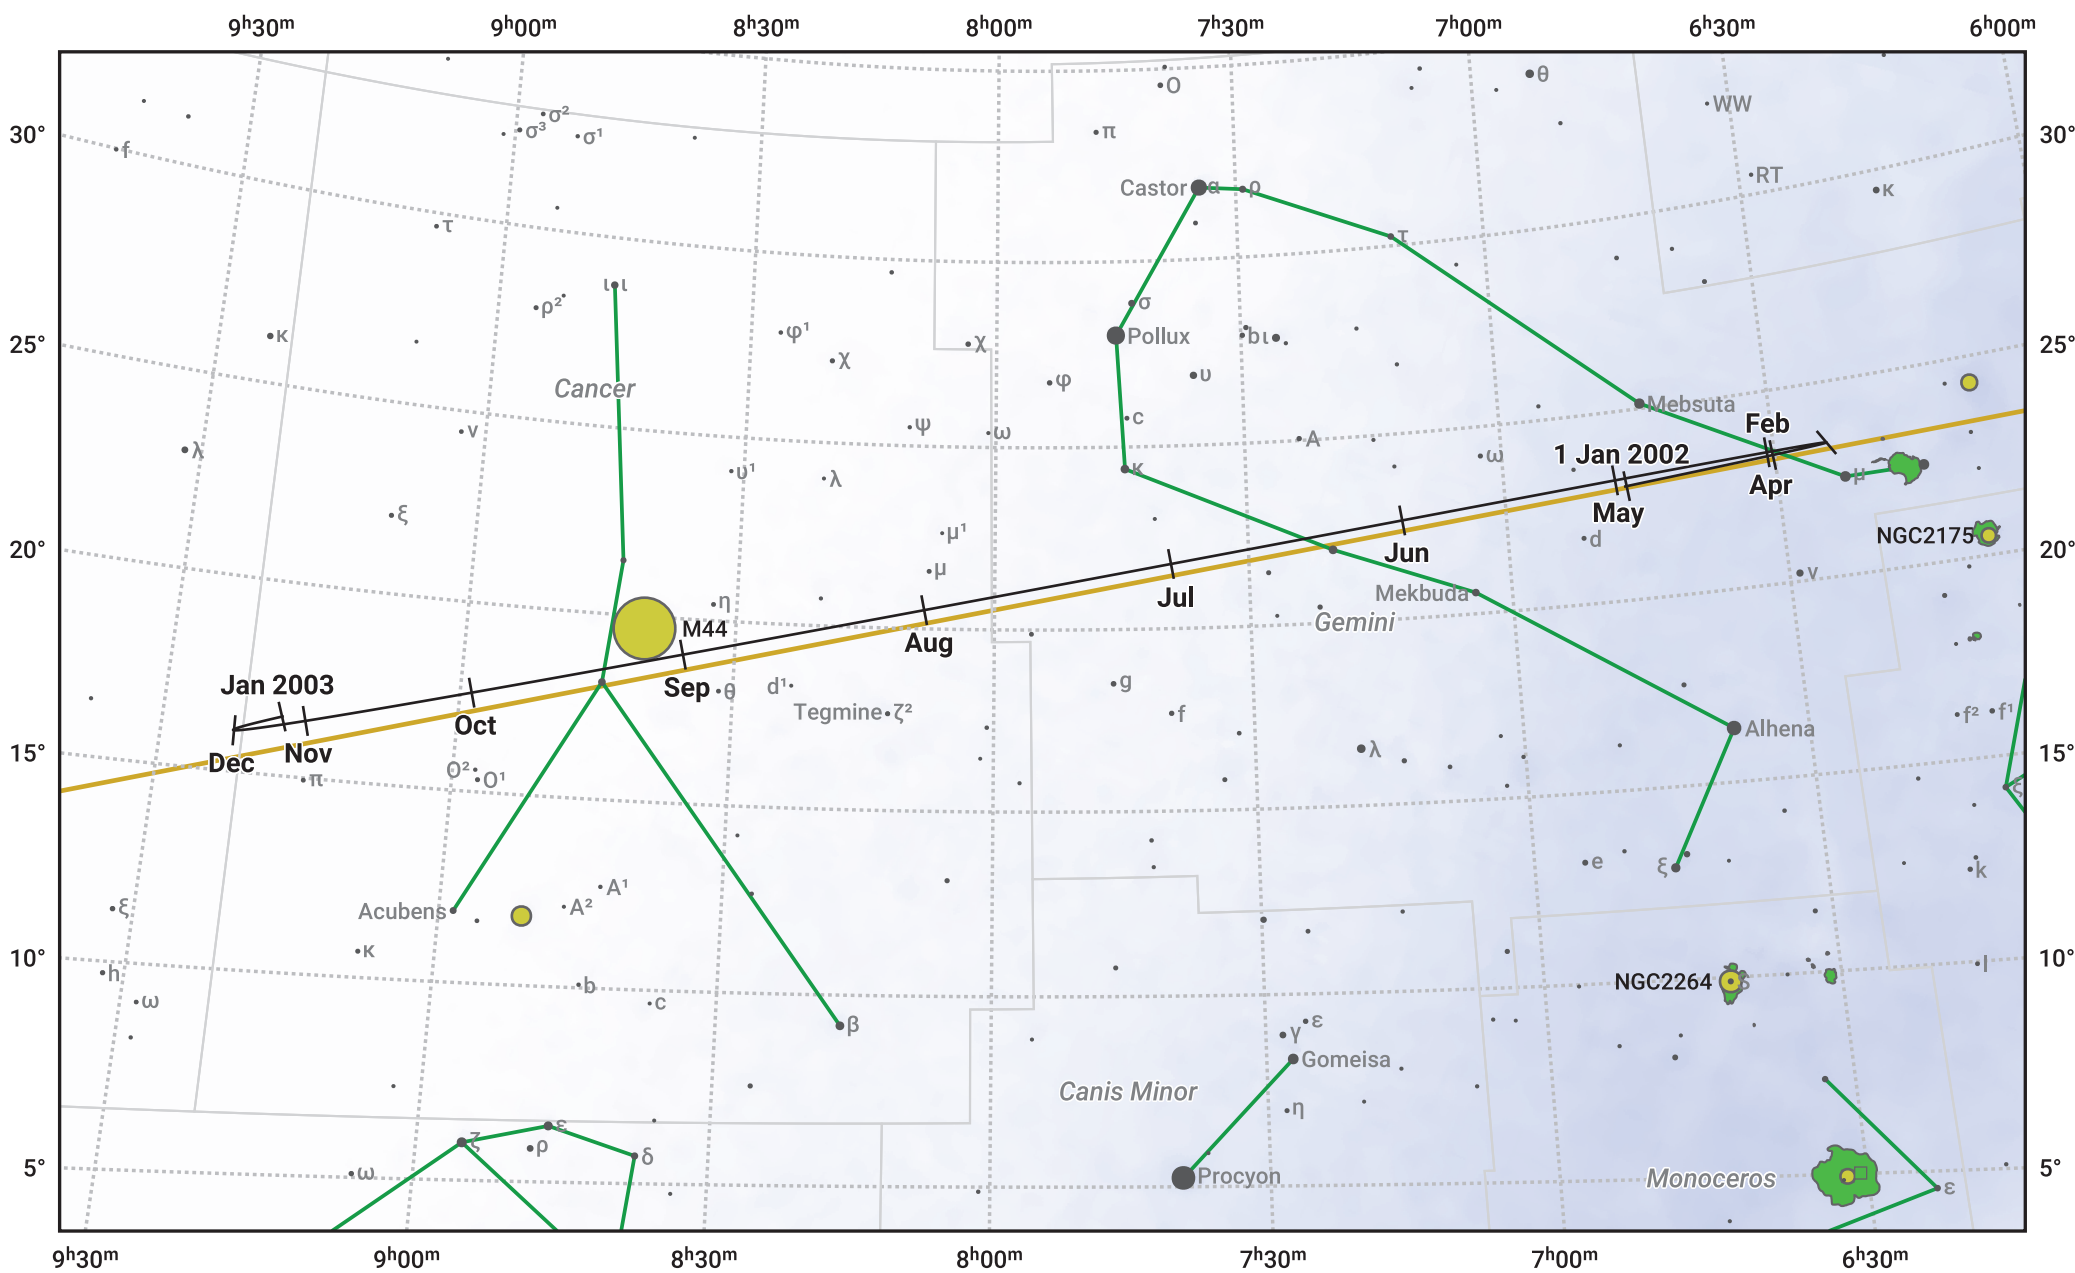 9ʰ30ᵐ 9ʰ00ᵐ 8ʰ30ᵐ 8ʰ00ᵐ 7ʰ30ᵐ 7ʰ00ᵐ 6ʰ30ᵐ 6ʰ00ᵐ
θ
ο
WW
σ²
σ³ σ¹
π
30° 30°
f
RT
Castor α ρ
κ
τ
τ
ι ι
σ
ρ²
κ
φ¹
χ
χ
Pollux
b ι
25° 25°
υ
φ
Cancer
Mebsuta
c
Feb
ν
ψ
ω
A
λ
υ¹
λ
κ
ω
1 Jan 2002
μ
Apr
ξ
May
μ¹
d
NGC2175
20° 20°
Jun
μ
ν
Mekbuda
η
Jul
Gemini
M44
Aug
Jan 2003
Sep θ
d¹
g
Tegmine ζ²
f
f² f¹
Oct
Alhena
15° 15°
Nov
Dec
λ
ο² ο¹
π
ξ
A¹
e
ξ
k
Acubens
A²
κ
10° 10°
h
l
b
NGC2264 S
ω
c
β
ε
γ
Gomeisa
Canis Minor
η
ζ
ε
ρ
δ
5° 5°
ω
Procyon
Monoceros
ε
ξ
9ʰ30ᵐ 9ʰ00ᵐ 8ʰ30ᵐ 8ʰ00ᵐ 7ʰ30ᵐ 7ʰ00ᵐ 6ʰ30ᵐ